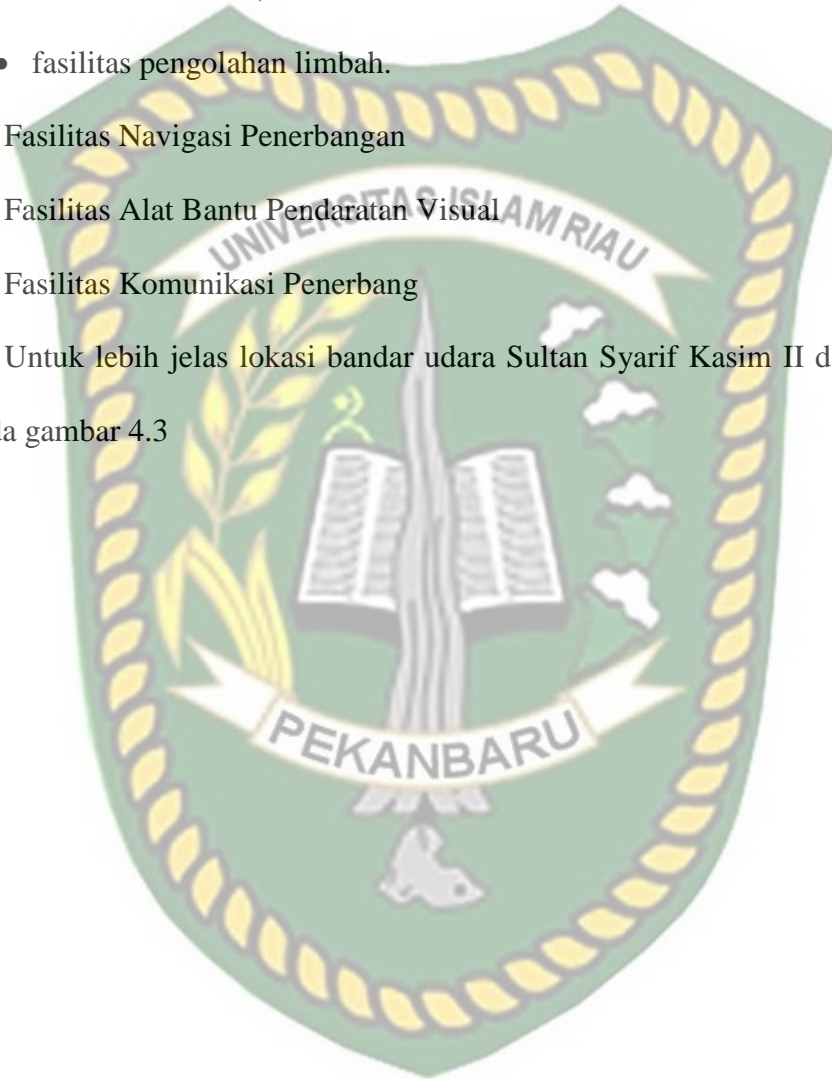 • fasilitas pengolahan limbah.
Fasilitas Navigasi Penerbangan
Fasilitas Alat Bantu Pendaratan Visual
UNIVERSITAS ISLAM RIAU
Fasilitas Komunikasi Penerbang
Untuk lebih jelas lokasi bandar udara Sultan Syarif Kasim II d
a gambar 4.3
PEKANBARU